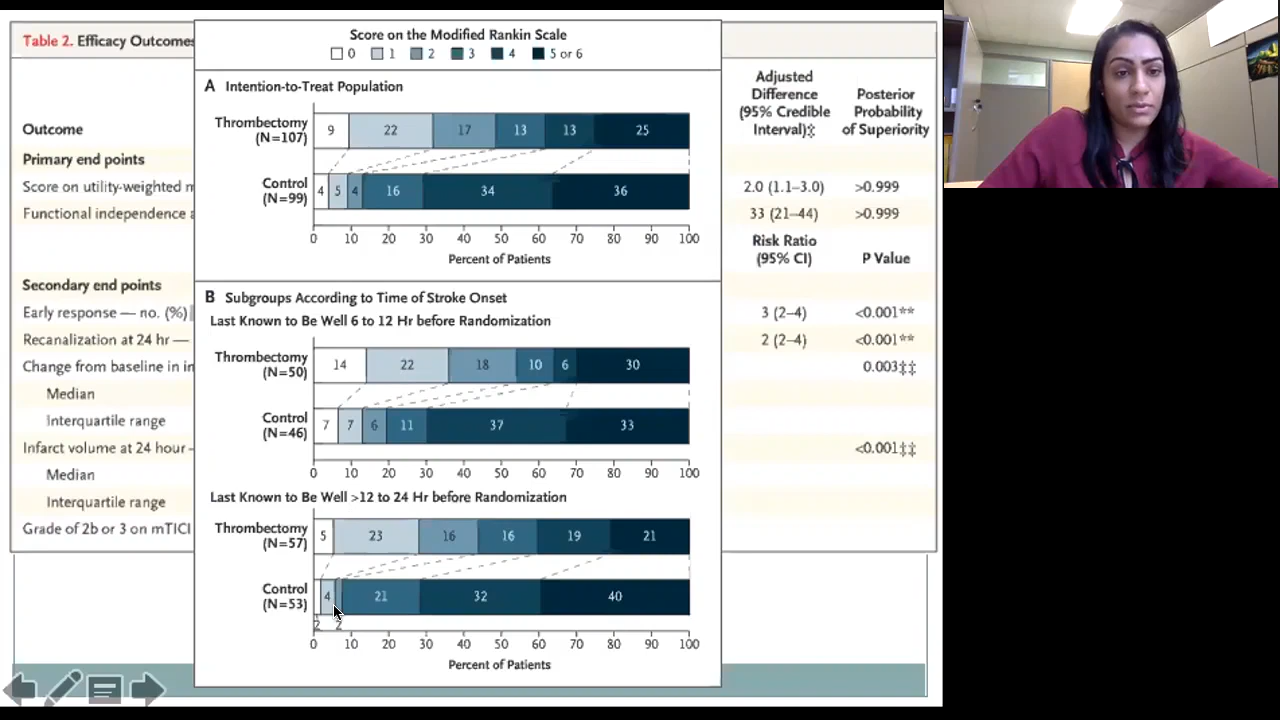 Table 2. Efficacy Outcomes
Outcome
Primary end points
Score on utility-weighted
Functional independence
Secondary end points
Early response — no. (%)
Recanalization at 24 hr —
Change from baseline in
Median
Interquartile range
Infarct volume at 24 hour
Median
Interquartile range
Grade of 2b or 3 on mTICI
Score on the Modified Rankin Scale
0 1 2 3 4 5 or 6
A Intention-to-Treat Population
Thrombectomy
(N=107)
9 22 17 13 13 25
Control
(N=99)
4 5 4 16 34 36
0 10 20 30 40 50 60 70 80 90 100
Percent of Patients
B Subgroups According to Time of Stroke Onset
Last Known to Be Well 6 to 12 Hr before Randomization
Thrombectomy
(N=50)
14 22 18 10 6 30
Control
(N=46)
7 7 6 11 37 33
0 10 20 30 40 50 60 70 80 90 100
Last Known to Be Well >12 to 24 Hr before Randomization
Thrombectomy
(N=57)
5 23 16 16 19 21
Control
(N=53)
4 21 32 40
2 2
0 10 20 30 40 50 60 70 80 90 100
Percent of Patients
Adjusted
Difference
(95% Credible
Interval)‡
Posterior
Probability
of Superiority
2.0 (1.1–3.0) >0.999
33 (21–44) >0.999
Risk Ratio
(95% CI)
P Value
3 (2–4) <0.001**
2 (2–4) <0.001**
0.003‡‡
<0.001‡‡